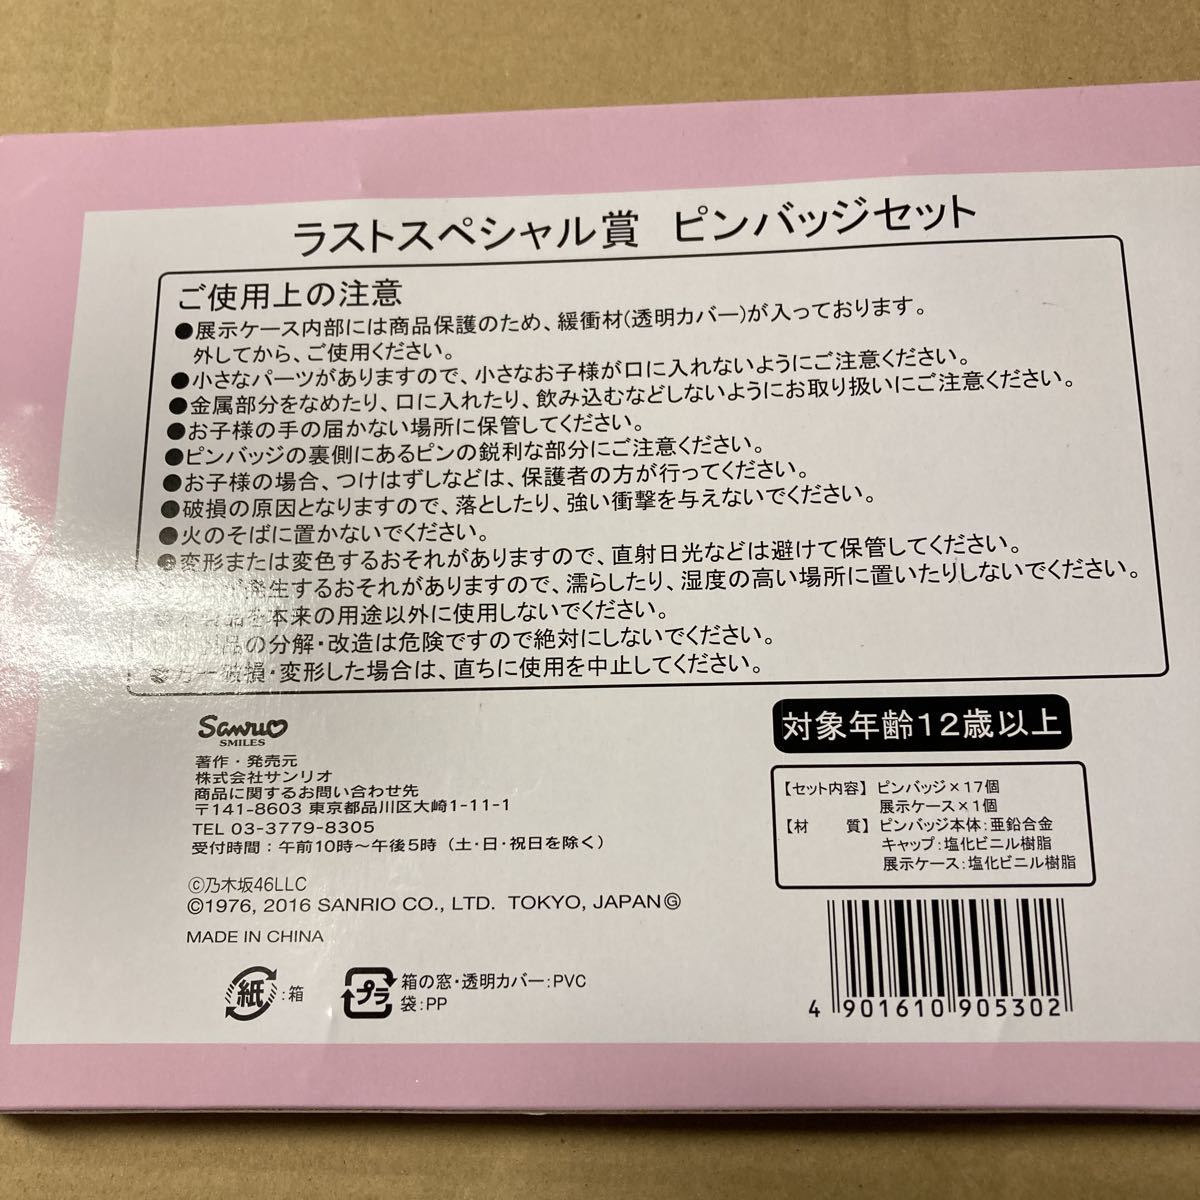 ラストスペシャル賞 ピンバッジセット
ご使用上の注意
●展示ケース内部には商品保護のため、緩衝材(透明カバー)が入っております。
外してから、ご使用ください。
●小さなパーツがありますので、小さなお子様が口に入れないようにご注意ください。
●金属部分をなめたり、口に入れたり、飲み込むなどしないようにお取り扱いにご注意ください。
●お子様の手の届かない場所に保管してください。
●ピンバッジの裏側にあるピンの鋭利な部分にご注意ください。
●お子様の場合、つけはずしなどは、保護者の方が行ってください。
●破損の原因となりますので、落としたり、強い衝撃を与えないでください。
●火のそばに置かないでください。
●変形または変色するおそれがありますので、直射日光などは避けて保管してください。
発生するおそれがありますので、濡らしたり、湿度の高い場所に置いたりしないでください。
●本製品を本来の用途以外に使用しないでください。
品の分解・改造は危険ですので絶対にしないでください。
●万一破損・変形した場合は、直ちに使用を中止してください。
Sanrio
SMILES
著作・発売元
株式会社サンリオ
商品に関するお問い合わせ先
〒141-8603 東京都品川区大崎1-11-1
TEL 03-3779-8305
受付時間：午前10時～午後5時（土・日・祝日を除く）
©乃木坂46LLC
©1976, 2016 SANRIO CO., LTD. TOKYO, JAPAN Ⓖ
MADE IN CHINA
紙：箱
プラ 箱の窓・透明カバー：PVC
袋：PP
対象年齢12歳以上
【セット内容】ピンバッジ×17個
展示ケース×1個
【材 質】ピンバッジ本体：亜鉛合金
キャップ：塩化ビニル樹脂
展示ケース：塩化ビニル樹脂
4 901610 905302